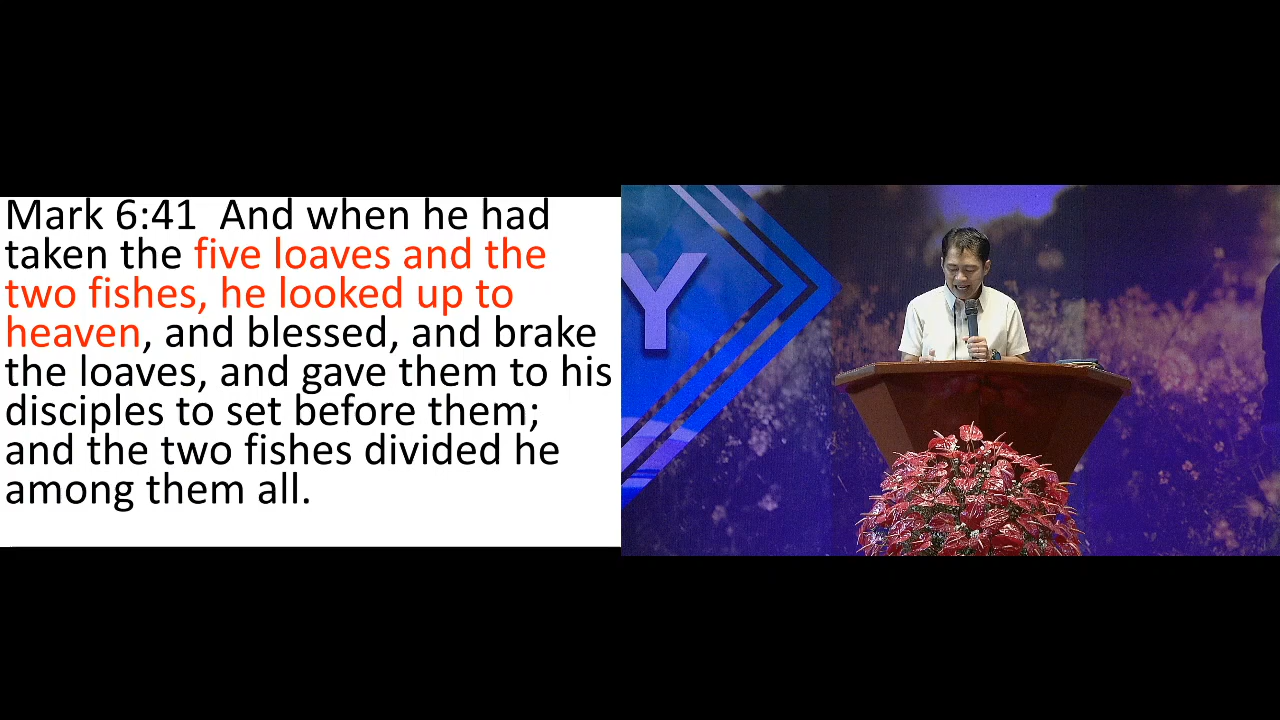 Mark 6:41  And when he had
taken the five loaves and the
two fishes, he looked up to
heaven, and blessed, and brake
the loaves, and gave them to his
disciples to set before them;
and the two fishes divided he
among them all.
Y